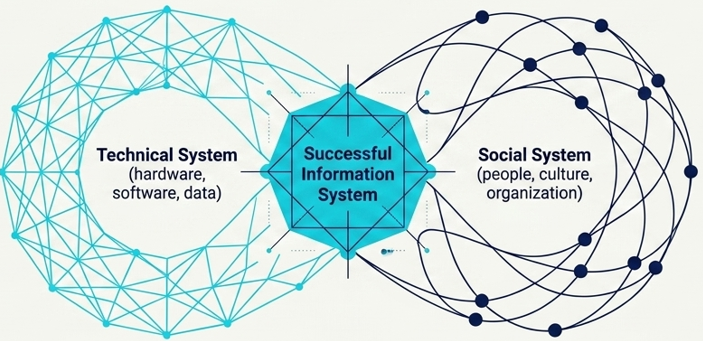 Technical System
(hardware,
software, data)
Successful
Information
System
Social System
(people, culture,
organization)